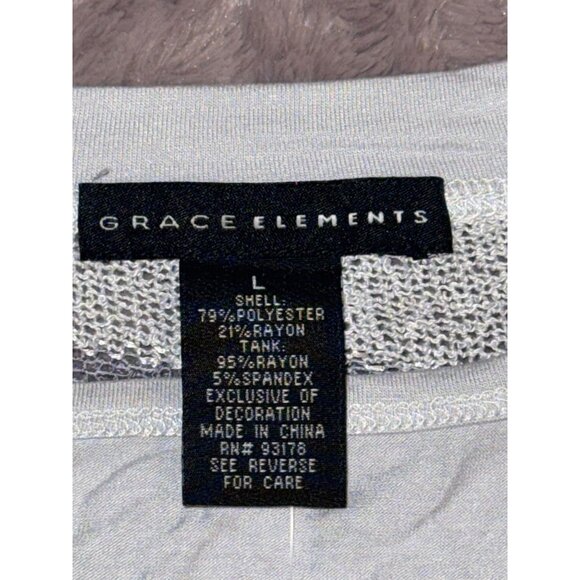 GRACE ELEMENTS
L
SHELL:
79%POLYESTER
21%RAYON
TANK:
95%RAYON
5%SPANDEX
EXCLUSIVE OF
DECORATION
MADE IN CHINA
RN# 93178
SEE REVERSE
FOR CARE